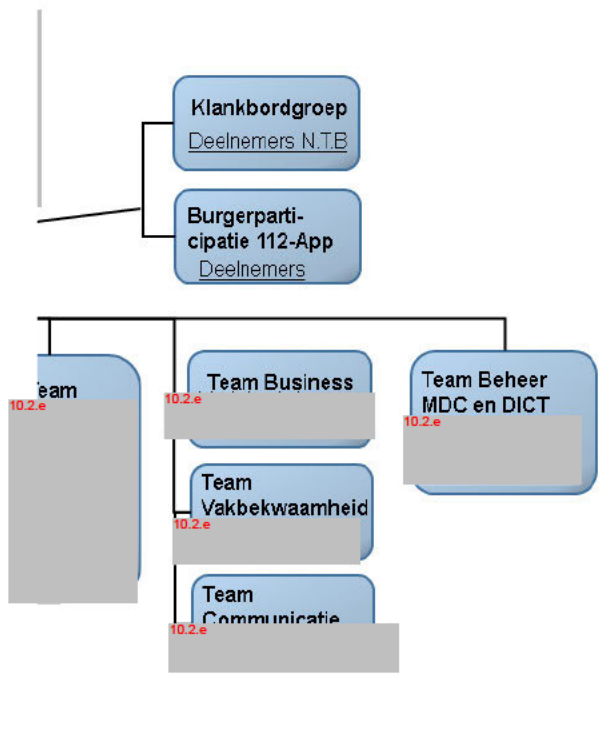 Klankbordgroep
Deelnemers N.T.B
Burgerparti-
cipatie 112-App
Deelnemers
Team
10.2.e
Team Business
10.2.e
Team Beheer
MDC en DICT
10.2.e
Team
Vakbekwaamheid
10.2.e
Team
Communicatie
10.2.e